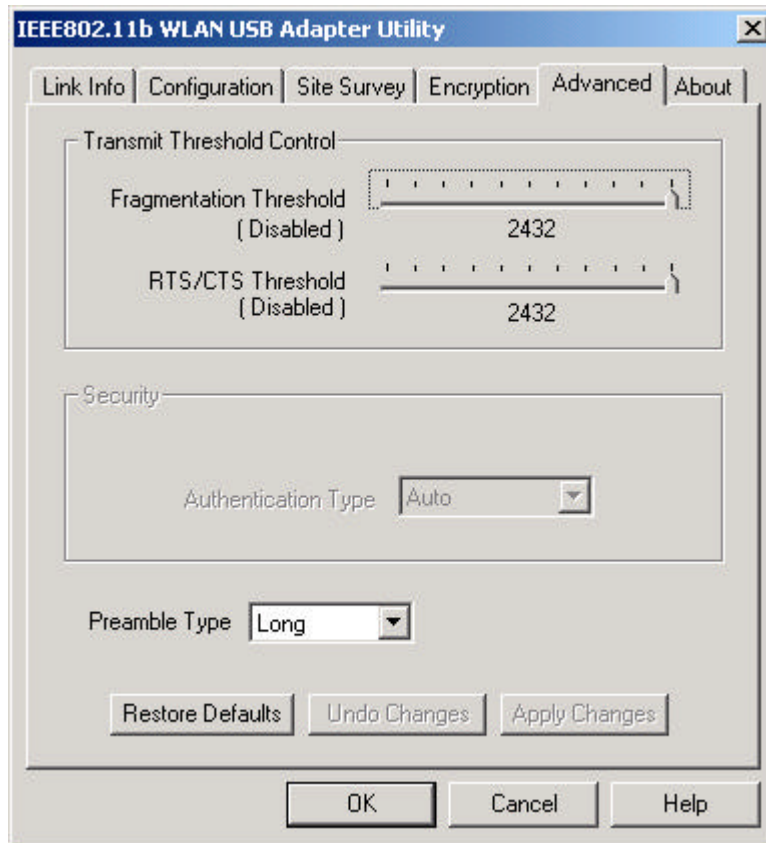 IEEE802.11b WLAN USB Adapter Utility
Link Info Configuration Site Survey Encryption Advanced About
Transmit Threshold Control
Fragmentation Threshold
( Disabled )
2432
RTS/CTS Threshold
( Disabled )
2432
Security
Authentication Type Auto
Preamble Type Long
Restore Defaults Undo Changes Apply Changes
OK Cancel Help